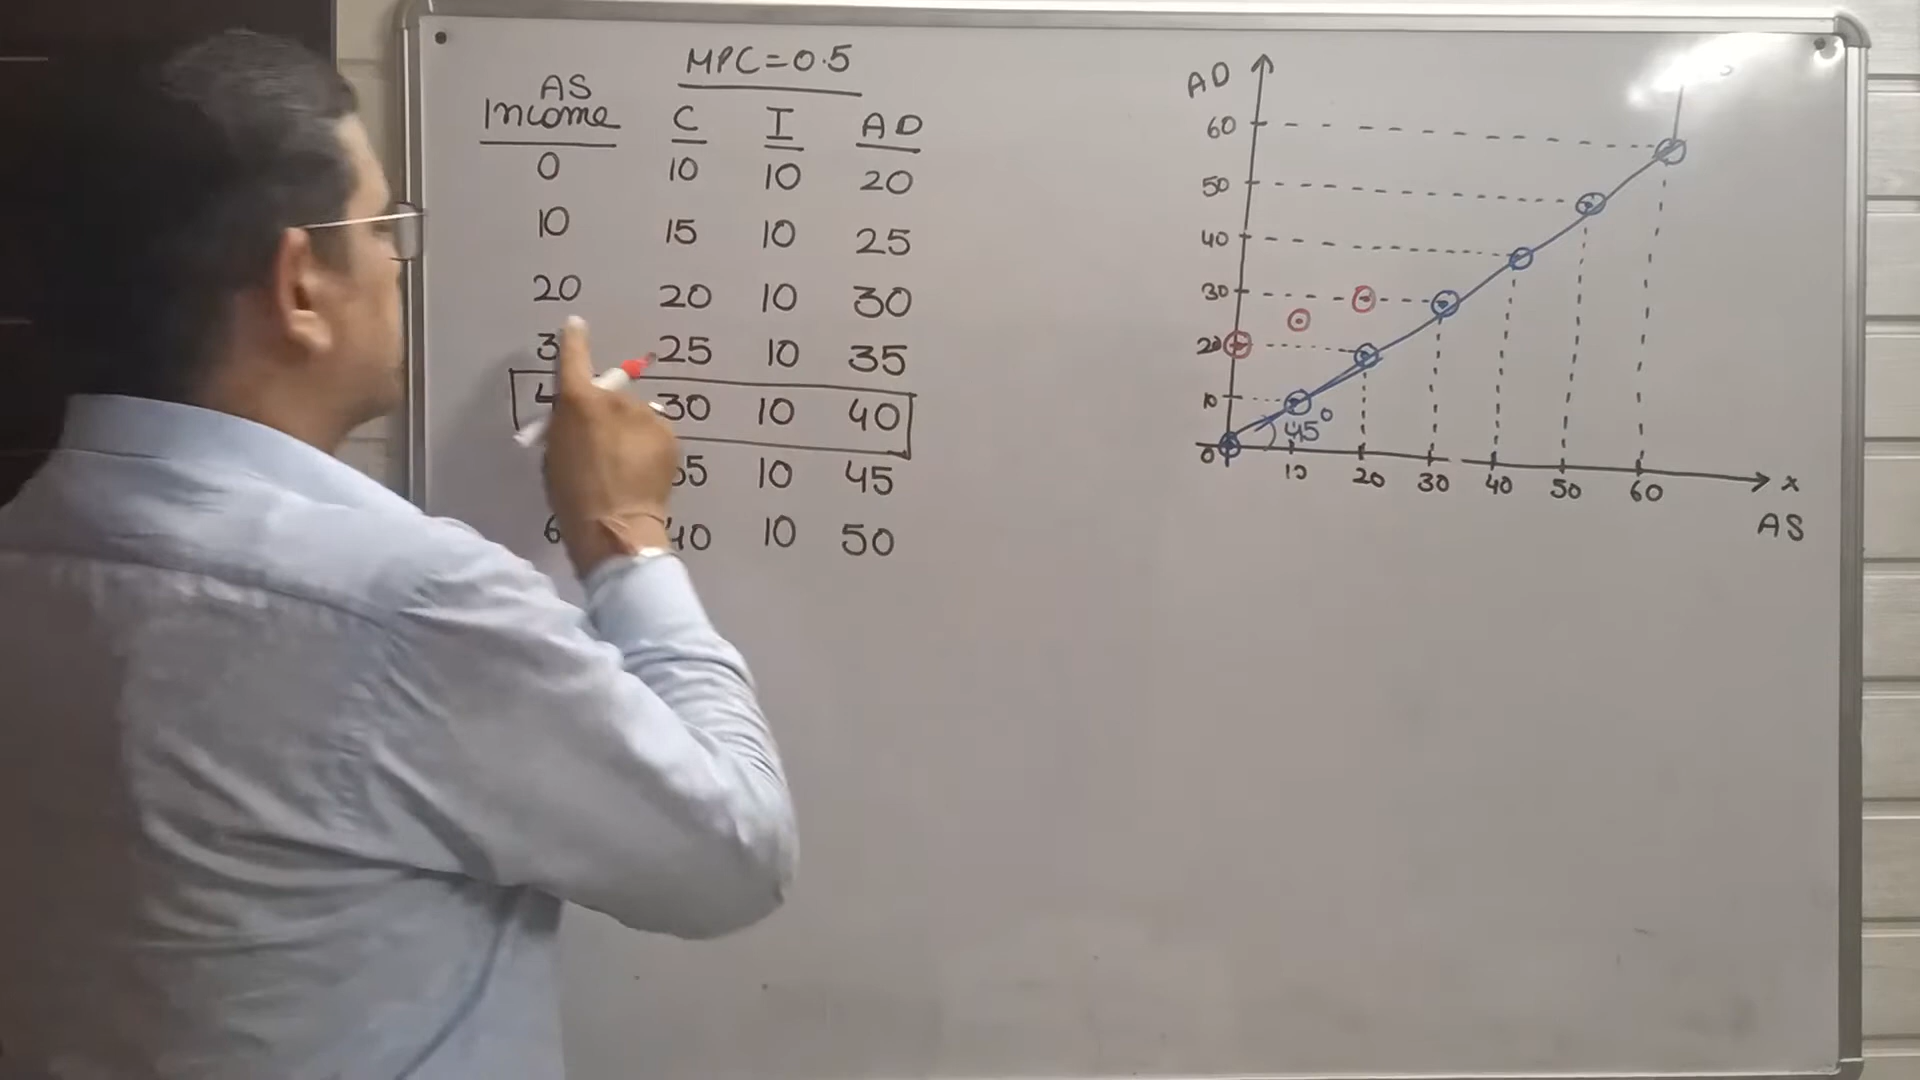 MPC=0.5
AS
Income C I AD
0 10 10 20
10 15 10 25
20 20 10 30
25 10 35
30 10 40
10 45
40 10 50
AD
60
50
40
30
20
10
45°
0 10 20 30 40 50 60 x
AS